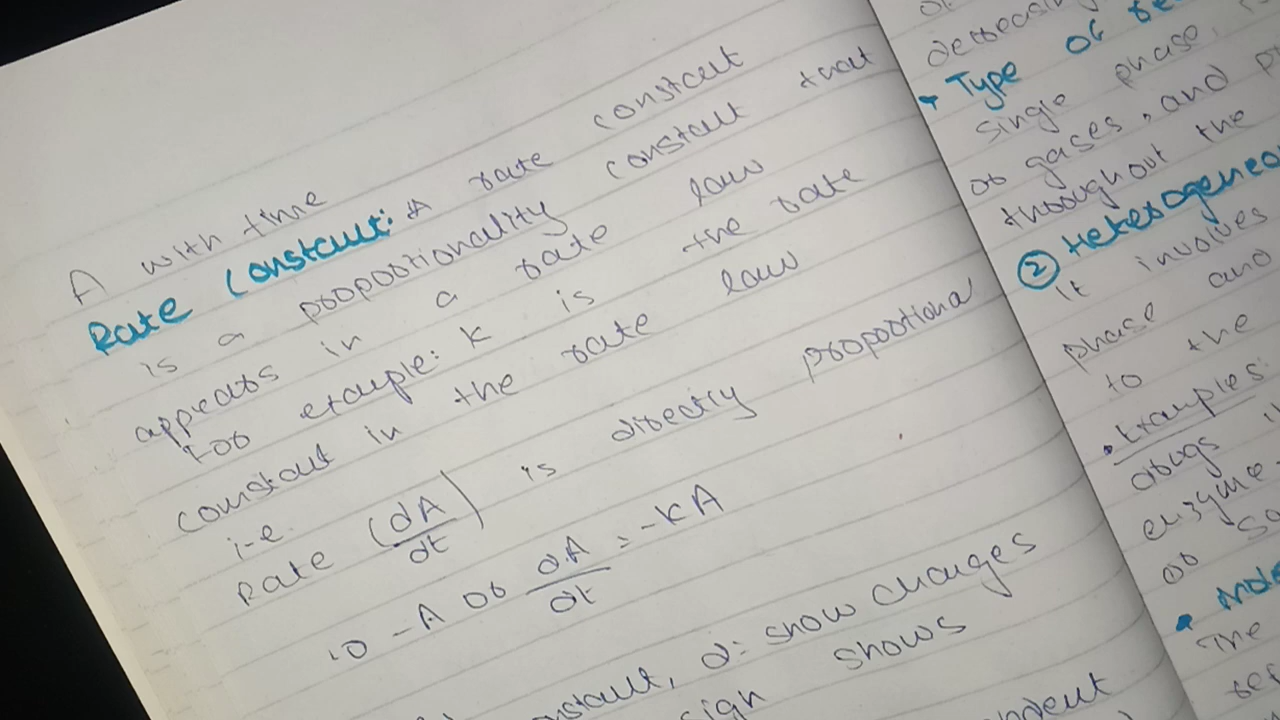 A with time
Rate Constant: A rate constant
is a proportionality constant that
appears in a rate law
For example: K is the rate
constant in the rate law
i-e.
Rate (dA/dt) is directly proportional
to -A or dA/dt = -KA
constant, d: show changes
sign shows
decreasing
• Type of
single phase,
of gases, and
throughout the
② Heterogeneo
It involves
phase and
to the
• Examples:
drugs
enzyme
or
•
The